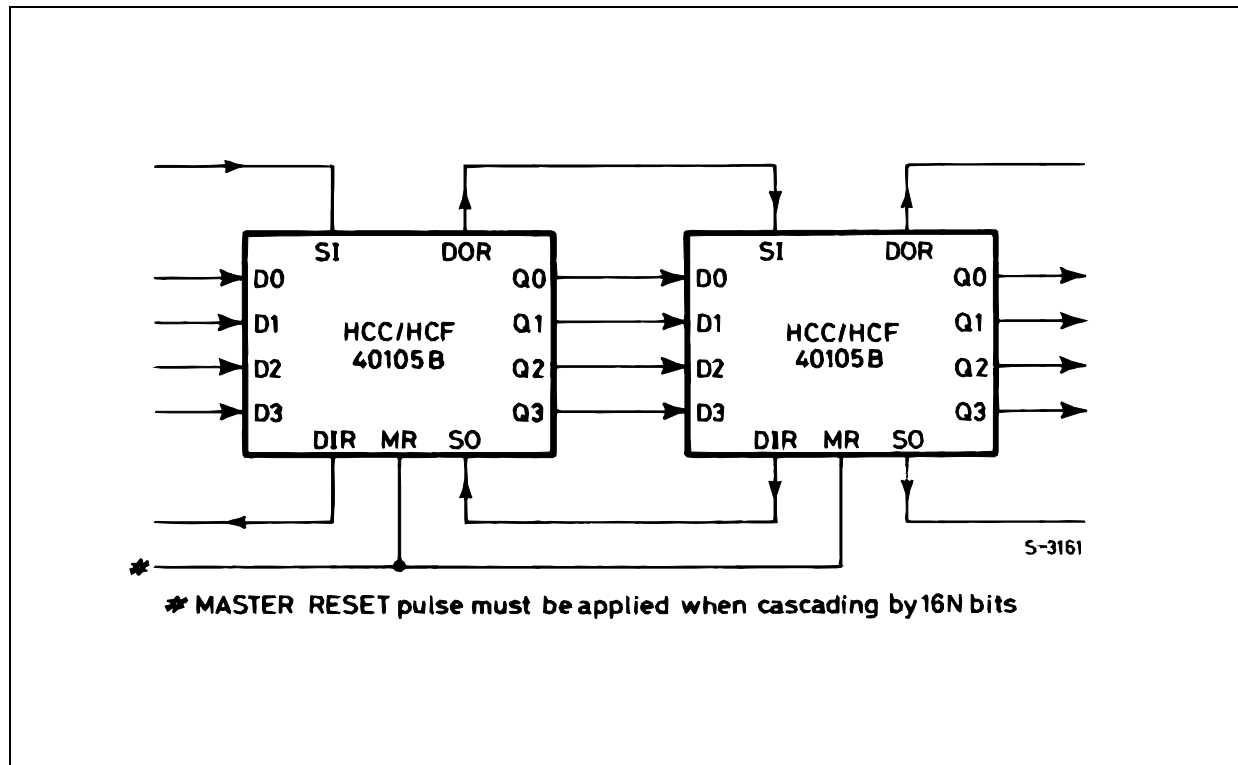 SI DOR SI DOR
D0 Q0 D0 Q0
D1 HCC/HCF Q1 D1 HCC/HCF Q1
D2 40105B Q2 D2 40105B Q2
D3 Q3 D3 Q3
DIR MR SO DIR MR SO
S-3161
*
* MASTER RESET pulse must be applied when cascading by 16N bits